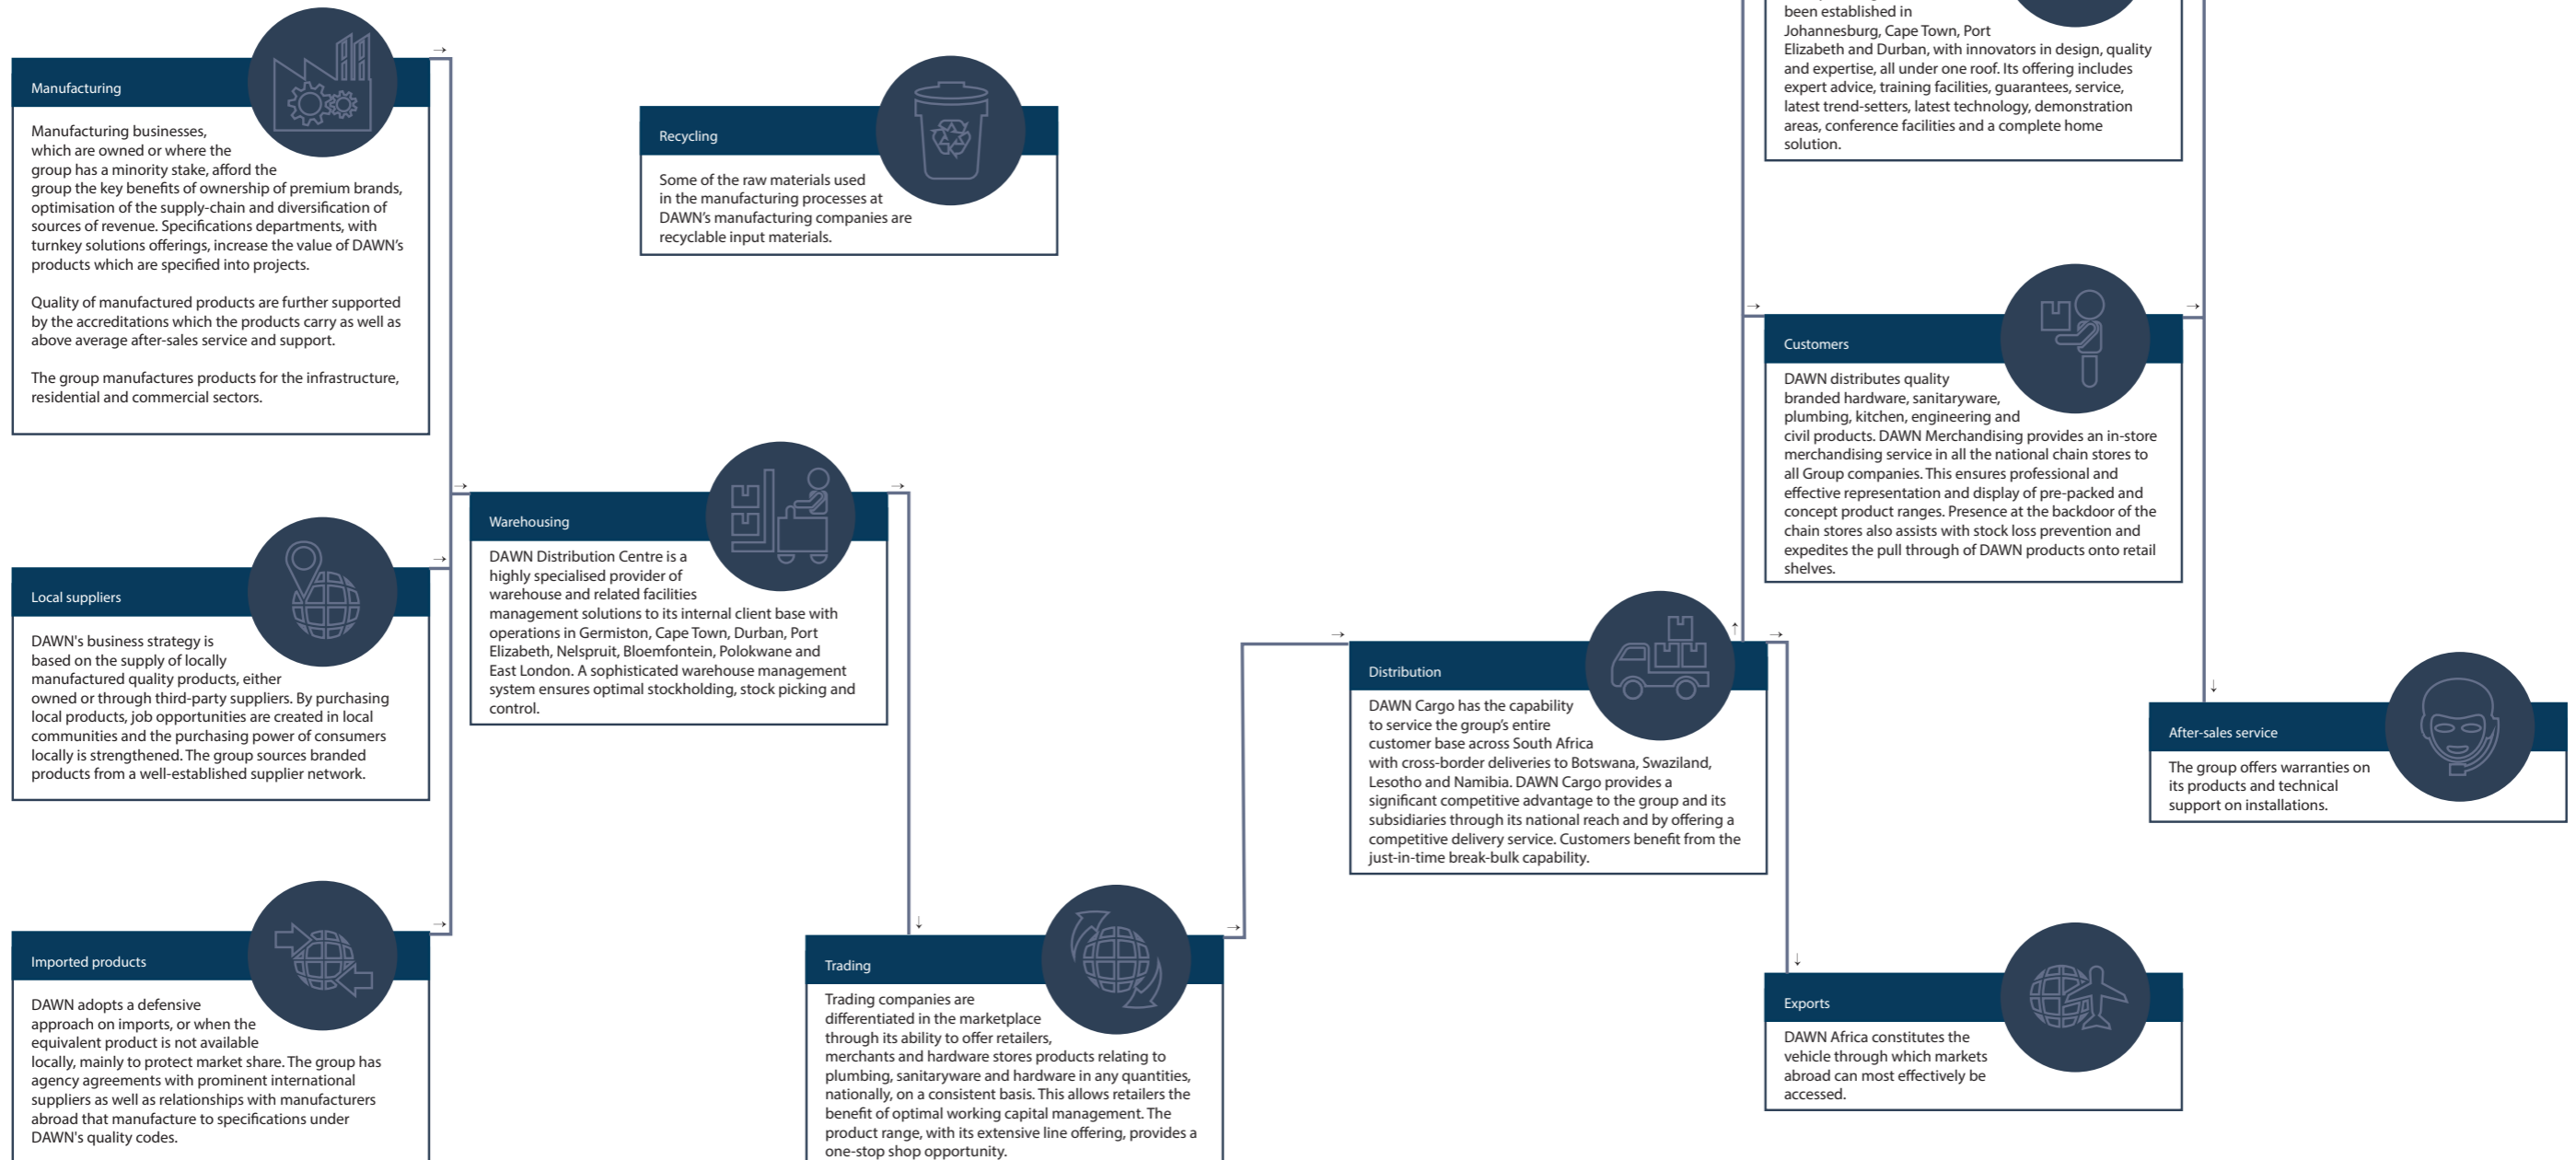 Manufacturing
Manufacturing businesses,
which are owned or where the
group has a minority stake, afford the
group the key benefits of ownership of premium brands,
optimisation of the supply-chain and diversification of
sources of revenue. Specifications departments, with
turnkey solutions offerings, increase the value of DAWN’s
products which are specified into projects.
Quality of manufactured products are further supported
by the accreditations which the products carry as well as
above average after-sales service and support.
The group manufactures products for the infrastructure,
residential and commercial sectors.
Local suppliers
DAWN's business strategy is
based on the supply of locally
manufactured quality products, either
owned or through third-party suppliers. By purchasing
local products, job opportunities are created in local
communities and the purchasing power of consumers
locally is strengthened. The group sources branded
products from a well-established supplier network.
Imported products
DAWN adopts a defensive
approach on imports, or when the
equivalent product is not available
locally, mainly to protect market share. The group has
agency agreements with prominent international
suppliers as well as relationships with manufacturers
abroad that manufacture to specifications under
DAWN's quality codes.
Recycling
Some of the raw materials used
in the manufacturing processes at
DAWN’s manufacturing companies are
recyclable input materials.
Warehousing
DAWN Distribution Centre is a
highly specialised provider of
warehouse and related facilities
management solutions to its internal client base with
operations in Germiston, Cape Town, Durban, Port
Elizabeth, Nelspruit, Bloemfontein, Polokwane and
East London. A sophisticated warehouse management
system ensures optimal stockholding, stock picking and
control.
Trading
Trading companies are
differentiated in the marketplace
through its ability to offer retailers,
merchants and hardware stores products relating to
plumbing, sanitaryware and hardware in any quantities,
nationally, on a consistent basis. This allows retailers the
benefit of optimal working capital management. The
product range, with its extensive line offering, provides a
one-stop shop opportunity.
Distribution
DAWN Cargo has the capability
to service the group’s entire
customer base across South Africa
with cross-border deliveries to Botswana, Swaziland,
Lesotho and Namibia. DAWN Cargo provides a
significant competitive advantage to the group and its
subsidiaries through its national reach and by offering a
competitive delivery service. Customers benefit from the
just-in-time break-bulk capability.
been established in
Johannesburg, Cape Town, Port
Elizabeth and Durban, with innovators in design, quality
and expertise, all under one roof. Its offering includes
expert advice, training facilities, guarantees, service,
latest trend-setters, latest technology, demonstration
areas, conference facilities and a complete home
solution.
Customers
DAWN distributes quality
branded hardware, sanitaryware,
plumbing, kitchen, engineering and
civil products. DAWN Merchandising provides an in-store
merchandising service in all the national chain stores to
all Group companies. This ensures professional and
effective representation and display of pre-packed and
concept product ranges. Presence at the backdoor of the
chain stores also assists with stock loss prevention and
expedites the pull through of DAWN products onto retail
shelves.
After-sales service
The group offers warranties on
its products and technical
support on installations.
Exports
DAWN Africa constitutes the
vehicle through which markets
abroad can most effectively be
accessed.